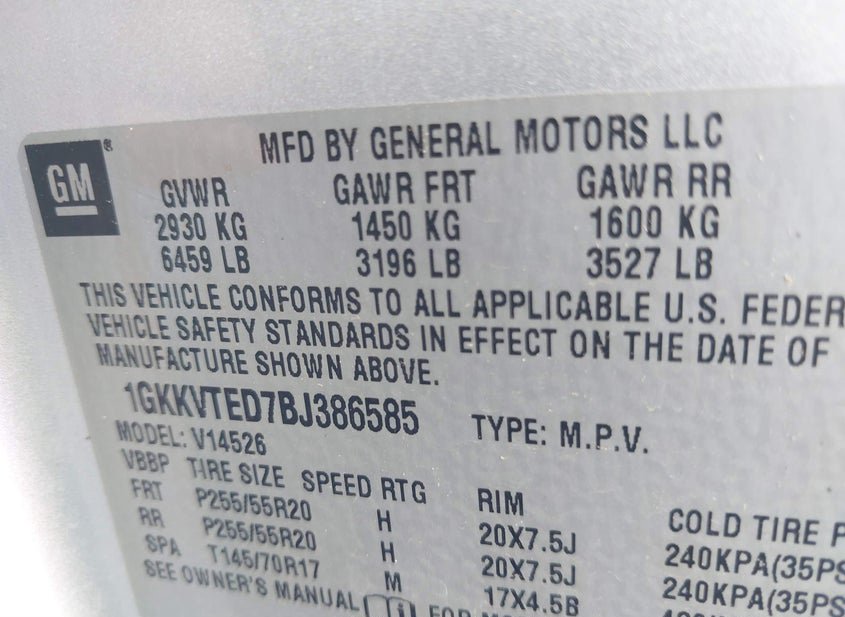 GM®
MFD BY GENERAL MOTORS LLC
GVWR GAWR FRT GAWR RR
2930 KG 1450 KG 1600 KG
6459 LB 3196 LB 3527 LB
THIS VEHICLE CONFORMS TO ALL APPLICABLE U.S. FEDER
VEHICLE SAFETY STANDARDS IN EFFECT ON THE DATE OF
MANUFACTURE SHOWN ABOVE.
1GKKVTED7BJ386585 TYPE: M.P.V.
MODEL: V14526
VBBP TIRE SIZE SPEED RTG RIM COLD TIRE P
FRT P255/55R20 H 20X7.5J 240KPA(35PS
RR P255/55R20 H 20X7.5J 240KPA(35PS
SPA T145/70R17 M 17X4.5B
SEE OWNER'S MANUAL FOR